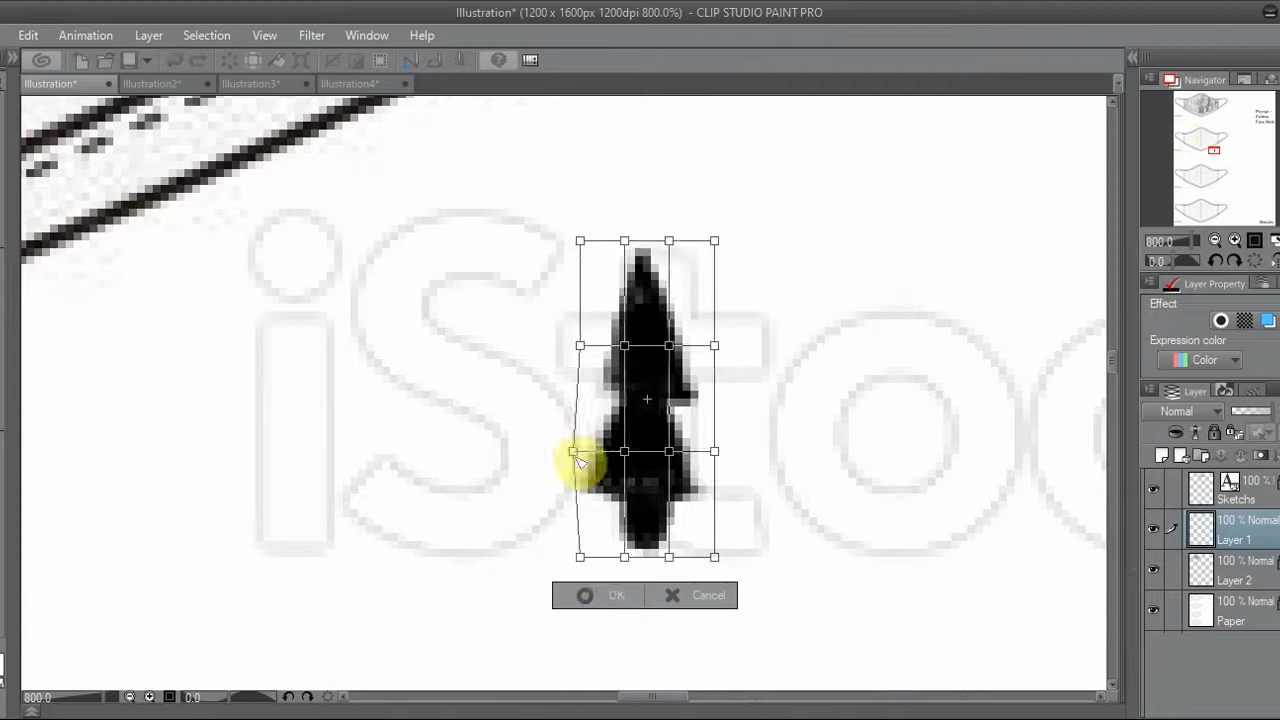 Illustration* (1200 x 1600px 1200dpi 800.0%) - CLIP STUDIO PAINT PRO
Edit Animation Layer Selection View Filter Window Help
Illustration* Illustration2* Illustration3* Illustration4*
Navigator
iStoc
800.0
0.0
Layer Property
Effect
Expression color
Color
Layer
Normal
100 %
Sketchs
100 % Normal
Layer 1
100 % Normal
Layer 2
100 % Normal
Paper
OK Cancel
800.0 0.0